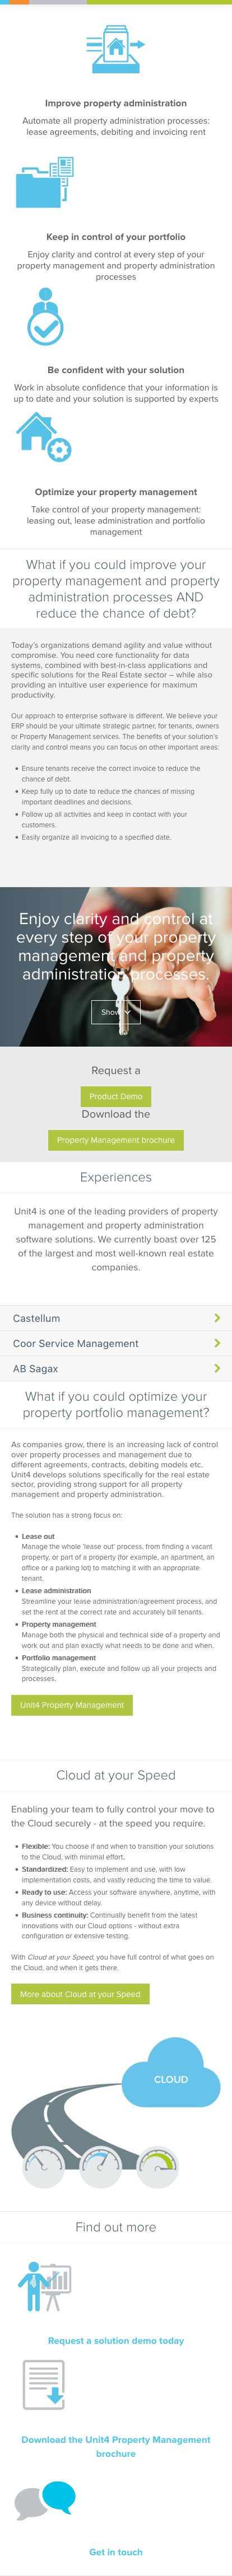 Improve property administration
Automate all property administration processes:
lease agreements, debiting and invoicing rent
Keep in control of your portfolio
Enjoy clarity and control at every step of your
property management and property administration
processes
Be confident with your solution
Work in absolute confidence that your information is
up to date and your solution is supported by experts
Optimize your property management
Take control of your property management:
leasing out, lease administration and portfolio
management
What if you could improve your
property management and property
administration processes AND
reduce the chance of debt?
Today's organizations demand agility and value without
compromise. You need core functionality for data
systems, combined with best-in-class applications and
specific solutions for the Real Estate sector – while also
providing an intuitive user experience for maximum
productivity.
Our approach to enterprise software is different. We believe your
ERP should be your ultimate strategic partner, for tenants, owners
or Property Management services. The benefits of your solution's
clarity and control means you can focus on other important areas:
• Ensure tenants receive the correct invoice to reduce the
chance of debt.
• Keep fully up to date to reduce the chances of missing
important deadlines and decisions.
• Follow up all activities and keep in contact with your
customers.
• Easily organize all invoicing to a specified date.
Enjoy clarity and control at
every step of your property
management and property
administration processes.
Show
Request a
Product Demo
Download the
Property Management brochure
Experiences
Unit4 is one of the leading providers of property
management and property administration
software solutions. We currently boast over 125
of the largest and most well-known real estate
companies.
Castellum
Coor Service Management
AB Sagax
What if you could optimize your
property portfolio management?
As companies grow, there is an increasing lack of control
over property processes and management due to
different agreements, contracts, debiting models etc.
Unit4 develops solutions specifically for the real estate
sector, providing strong support for all property
management and property administration.
The solution has a strong focus on:
• Lease out
Manage the whole 'lease out' process, from finding a vacant
property, or part of a property (for example, an apartment, an
office or a parking lot) to matching it with an appropriate
tenant.
• Lease administration
Streamline your lease administration/agreement process, and
set the rent at the correct rate and accurately bill tenants.
• Property management
Manage both the physical and technical side of a property and
work out and plan exactly what needs to be done and when.
• Portfolio management
Strategically plan, execute and follow up all your projects and
processes.
Unit4 Property Management
Cloud at your Speed
Enabling your team to fully control your move to
the Cloud securely - at the speed you require.
• Flexible: You choose if and when to transition your solutions
to the Cloud, with minimal effort.
• Standardized: Easy to implement and use, with low
implementation costs, and vastly reducing the time to value.
• Ready to use: Access your software anywhere, anytime, with
any device without delay.
• Business continuity: Continually benefit from the latest
innovations with our Cloud options - without extra
configuration or extensive testing.
With Cloud at your Speed, you have full control of what goes on
the Cloud, and when it gets there.
More about Cloud at your Speed
CLOUD
Find out more
Request a solution demo today
Download the Unit4 Property Management
brochure
Get in touch